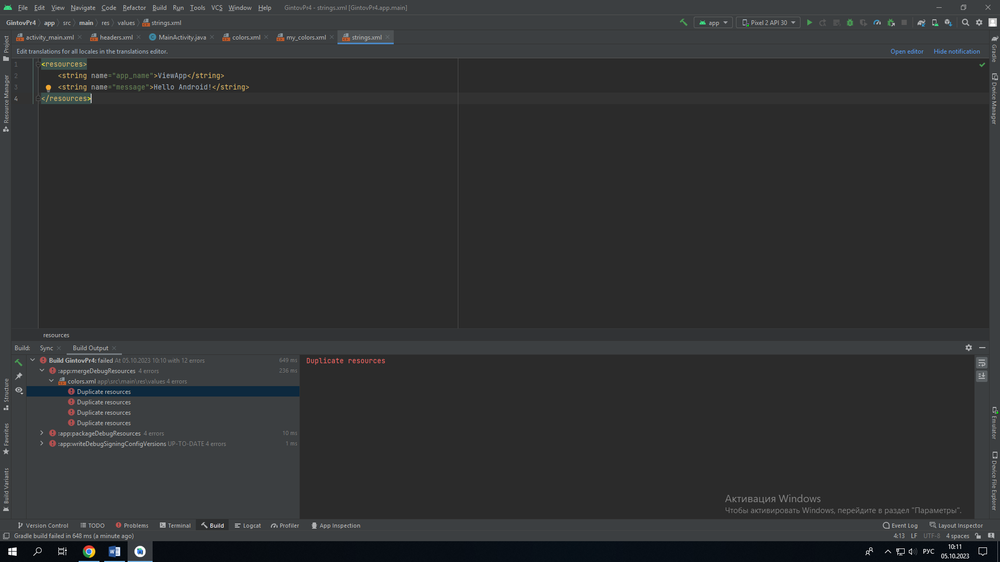 File Edit View Navigate Code Refactor Build Run Tools VCS Window Help GintovPr4 - strings.xml [GintovPr4.app.main]
GintovPr4 app src main res values strings.xml app Pixel 2 API 30
activity_main.xml headers.xml MainActivity.java colors.xml my_colors.xml strings.xml
Edit translations for all locales in the translations editor. Open editor Hide notification
1 <resources>
2 <string name="app_name">ViewApp</string>
3 <string name="message">Hello Android!</string>
4 </resources>
Project
Resource Manager
Structure
Favorites
Build Variants
Gradle
Device Manager
Emulator
Device File Explorer
resources
Build: Sync Build Output
Build GintovPr4: failed At 05.10.2023 10:10 with 12 errors 649 ms
:app:mergeDebugResources 4 errors 236 ms
colors.xml app\src\main\res\values 4 errors
Duplicate resources
Duplicate resources
Duplicate resources
Duplicate resources
:app:packageDebugResources 4 errors 10 ms
:app:writeDebugSigningConfigVersions UP-TO-DATE 4 errors 1 ms
Duplicate resources
Активация Windows
Чтобы активировать Windows, перейдите в раздел "Параметры".
Version Control TODO Problems Terminal Build Logcat Profiler App Inspection Event Log Layout Inspector
Gradle build failed in 648 ms (a minute ago) 4:13 LF UTF-8 4 spaces
РУС 10:11
05.10.2023